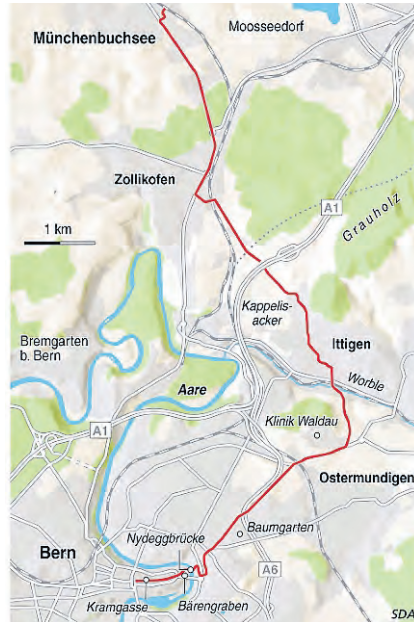 Münchenbuchsee
Moosseedorf
Zollikofen
A1
Grauholz
1 km
Kappelis-
acker
Bremgarten
b. Bern
Ittigen
Aare
Worble
A1
Klinik Waldau
Ostermundigen
Nydeggbrücke
Baumgarten
Bern
A6
Kramgasse
Bärengraben
SDA